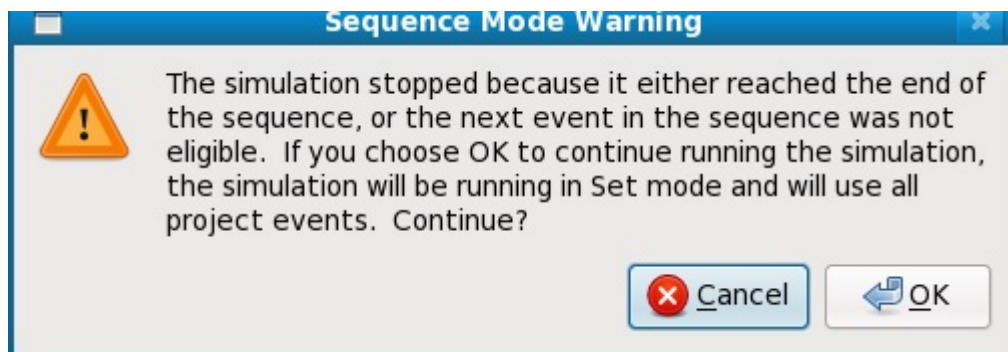 Sequence Mode Warning
The simulation stopped because it either reached the end of
the sequence, or the next event in the sequence was not
eligible.  If you choose OK to continue running the simulation,
the simulation will be running in Set mode and will use all
project events.  Continue?
Cancel OK